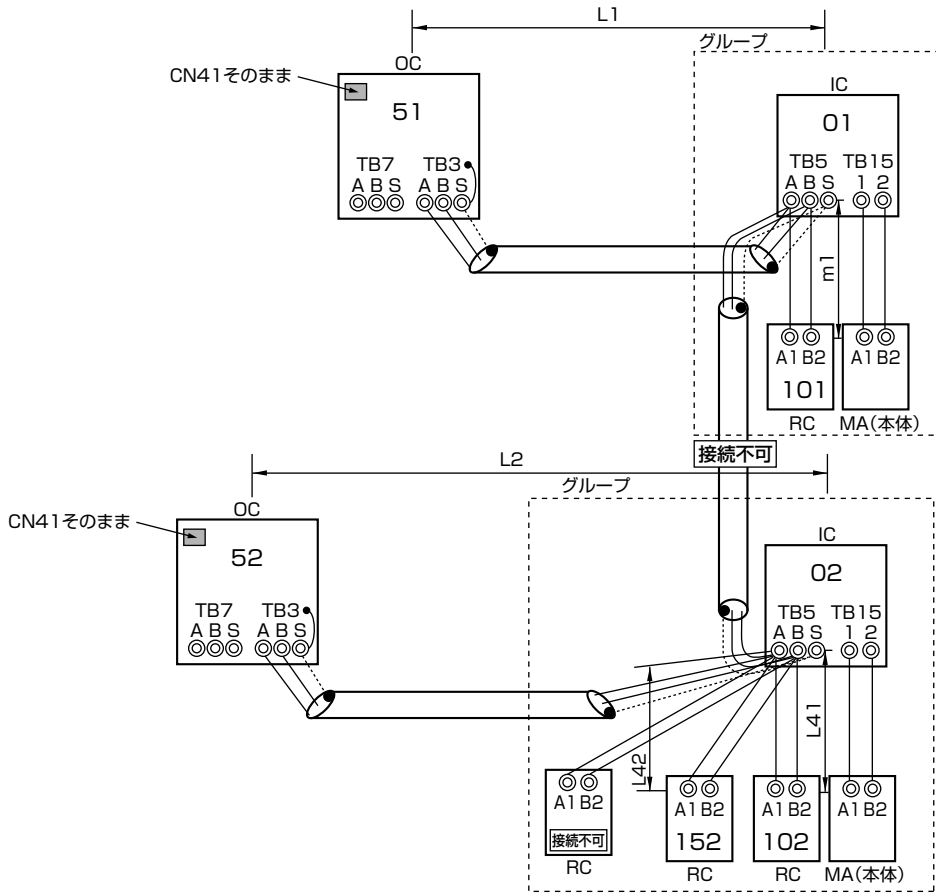 L1
グループ
OC
IC
CN41そのまま
51
01
TB7 TB3
A B S A B S
TB5 TB15
A B S 1 2
m1
A1 B2
101
RC
A1 B2
MA(本体)
接続不可
L2
グループ
OC
IC
CN41そのまま
52
02
TB7 TB3
A B S A B S
TB5 TB15
A B S 1 2
L42
L41
A1 B2
接続不可
RC
A1 B2
152
RC
A1 B2
102
RC
A1 B2
MA(本体)